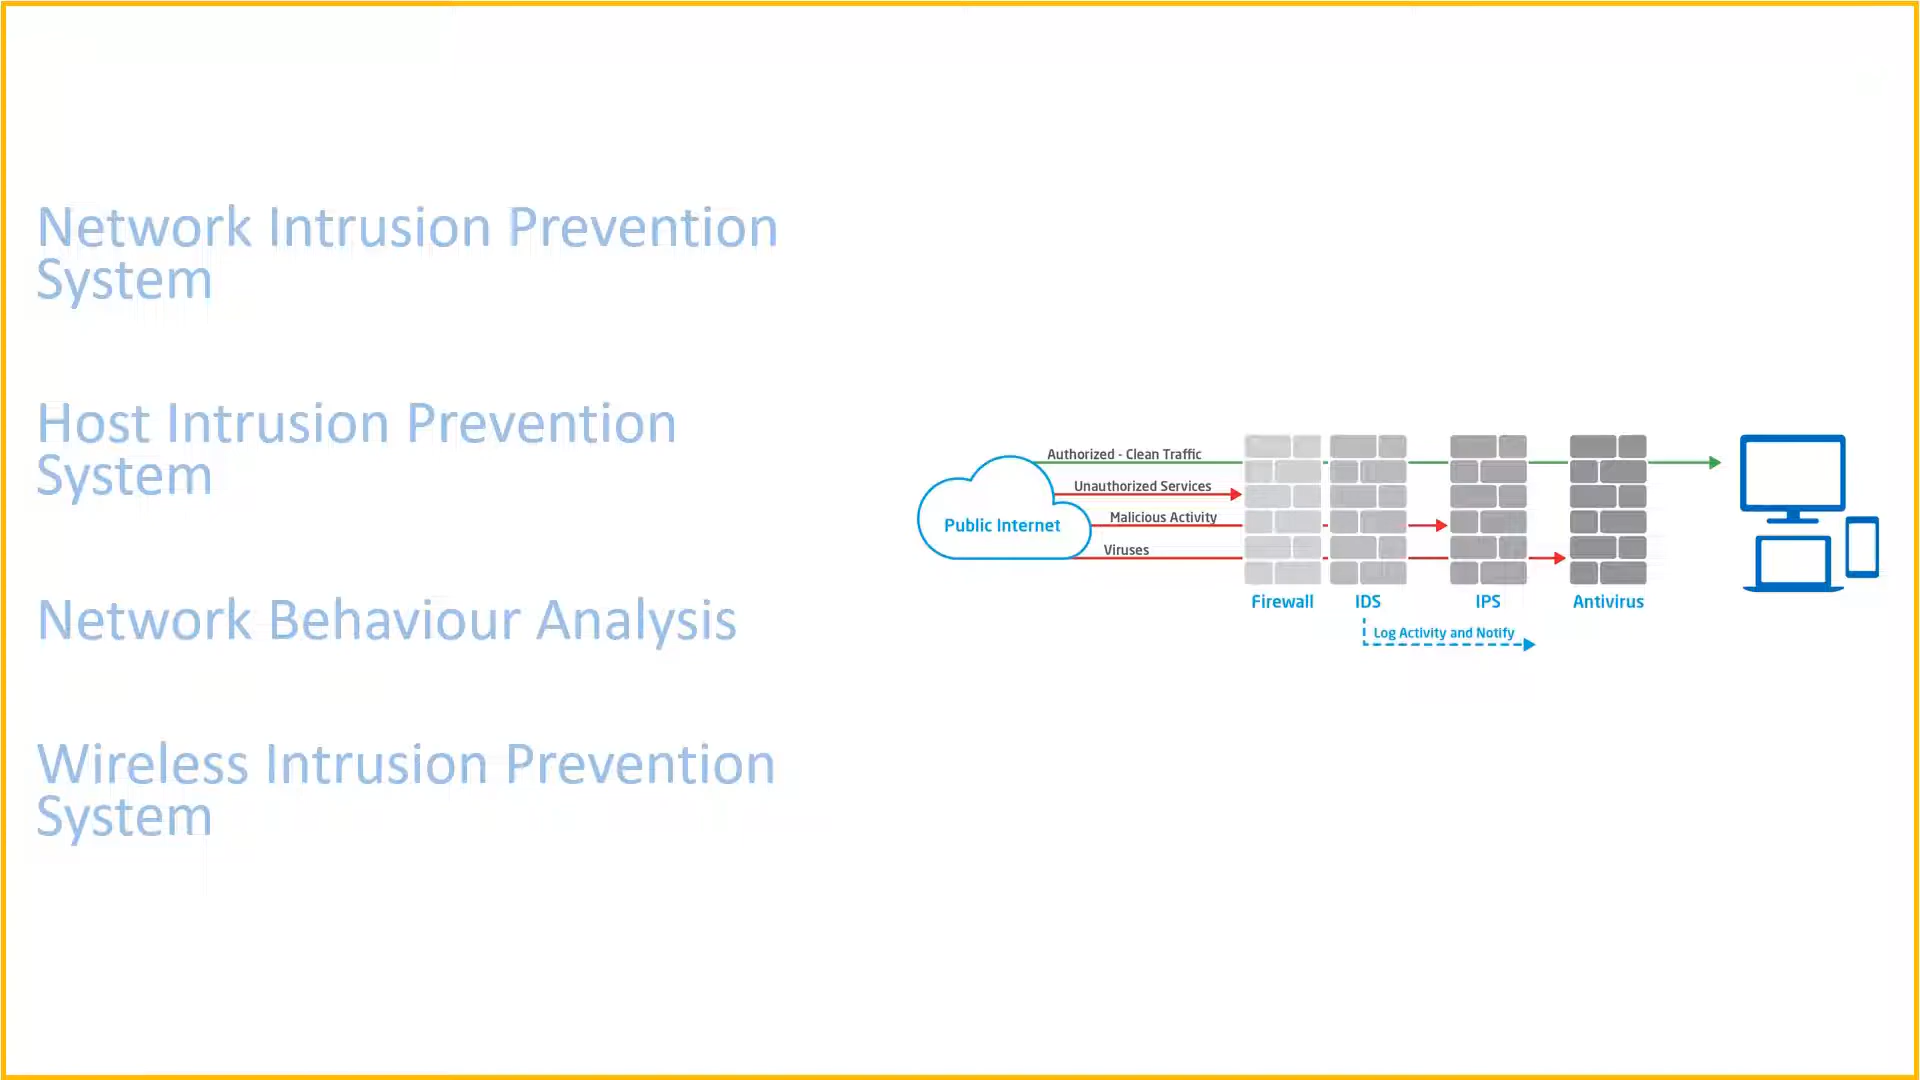 Network Intrusion Prevention
System
Host Intrusion Prevention
System
Network Behaviour Analysis
Wireless Intrusion Prevention
System
Authorized - Clean Traffic
Unauthorized Services
Malicious Activity
Public Internet
Viruses
Firewall
IDS
IPS
Antivirus
Log Activity and Notify